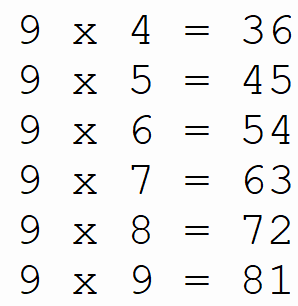 9 x 4 = 36
9 x 5 = 45
9 x 6 = 54
9 x 7 = 63
9 x 8 = 72
9 x 9 = 81